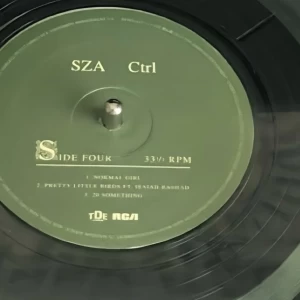 SZA Ctrl
SIDE FOUR 33⅓ RPM
1. NORMAL GIRL
2. PRETTY LITTLE BIRDS FT. ISAIAH RASHAD
3. 20 SOMETHING
TDE RCA